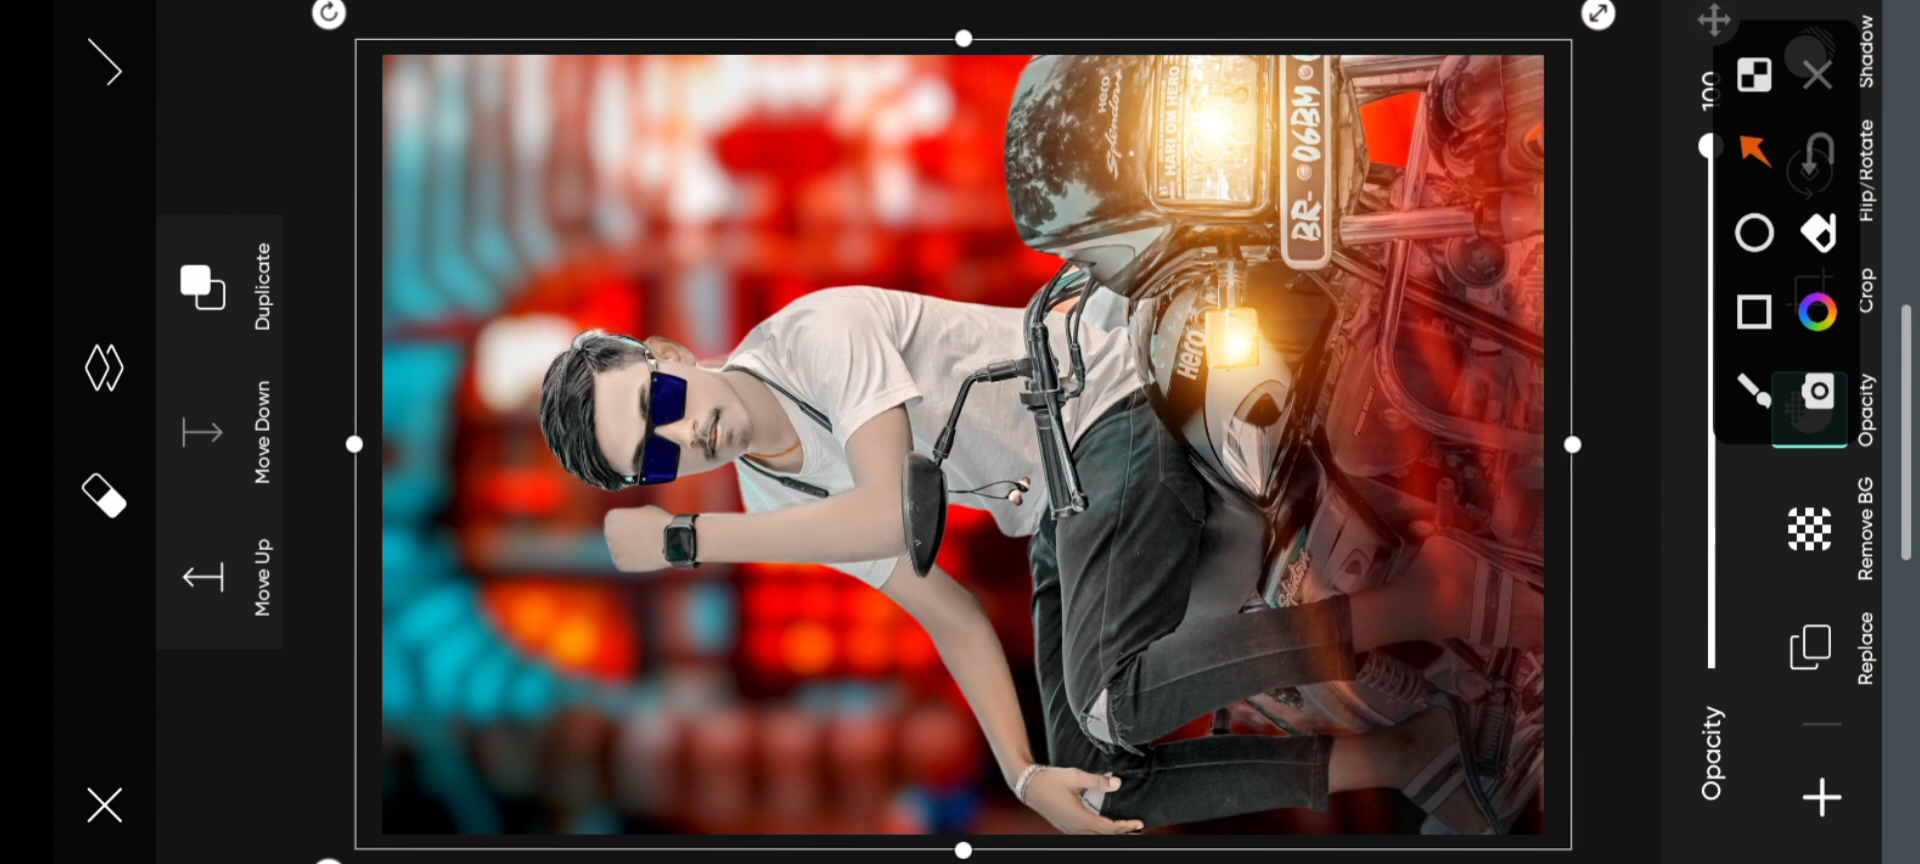 Duplicate
Move Down
Move Up
Hero
Splendor
" HARI OM HERO
BR- 06BM
Hero
Splendor
100
Opacity
Shadow
Flip/Rotate
Crop
Opacity
Remove BG
Replace